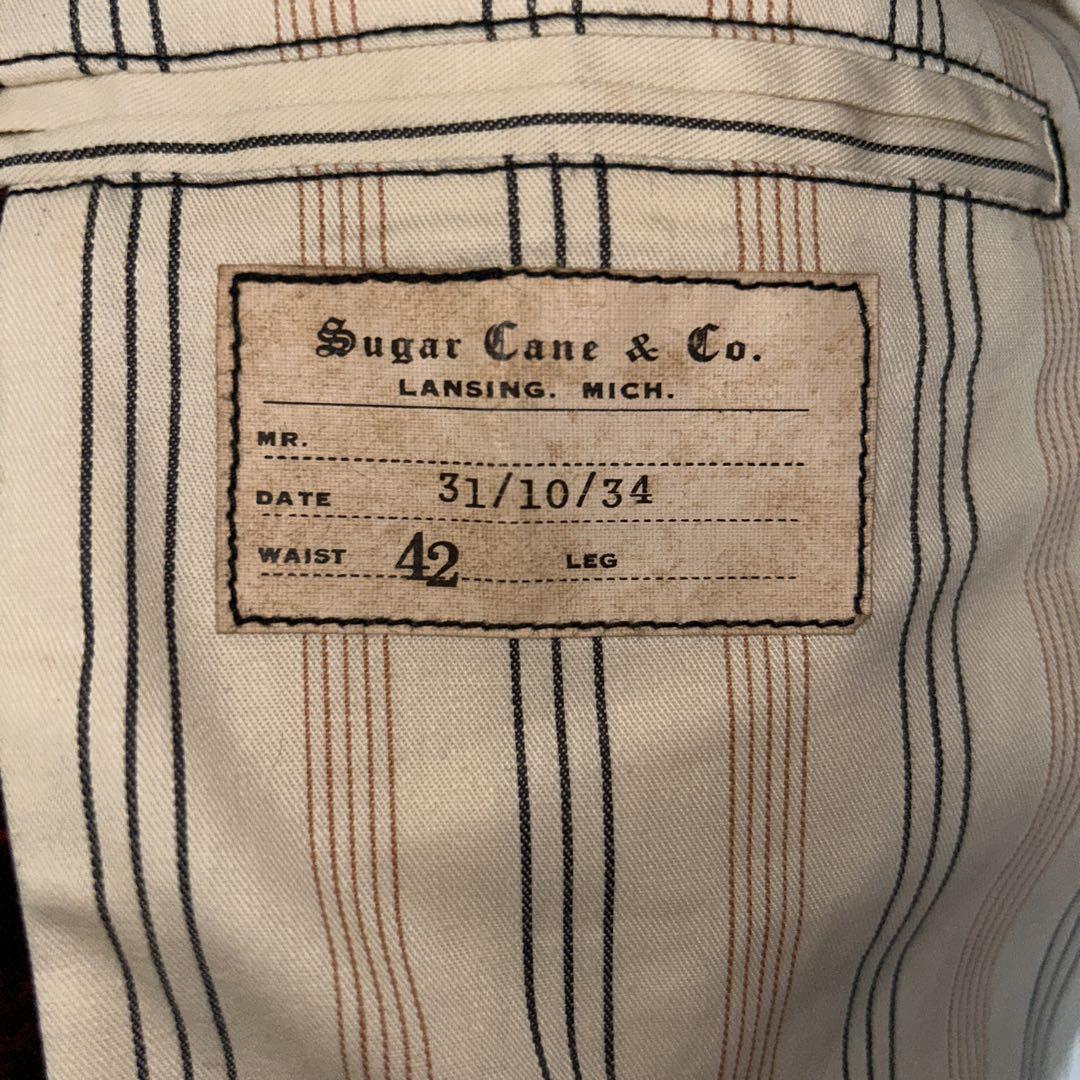 Sugar Cane & Co.
LANSING. MICH.
MR.
DATE 31/10/34
WAIST 42 LEG